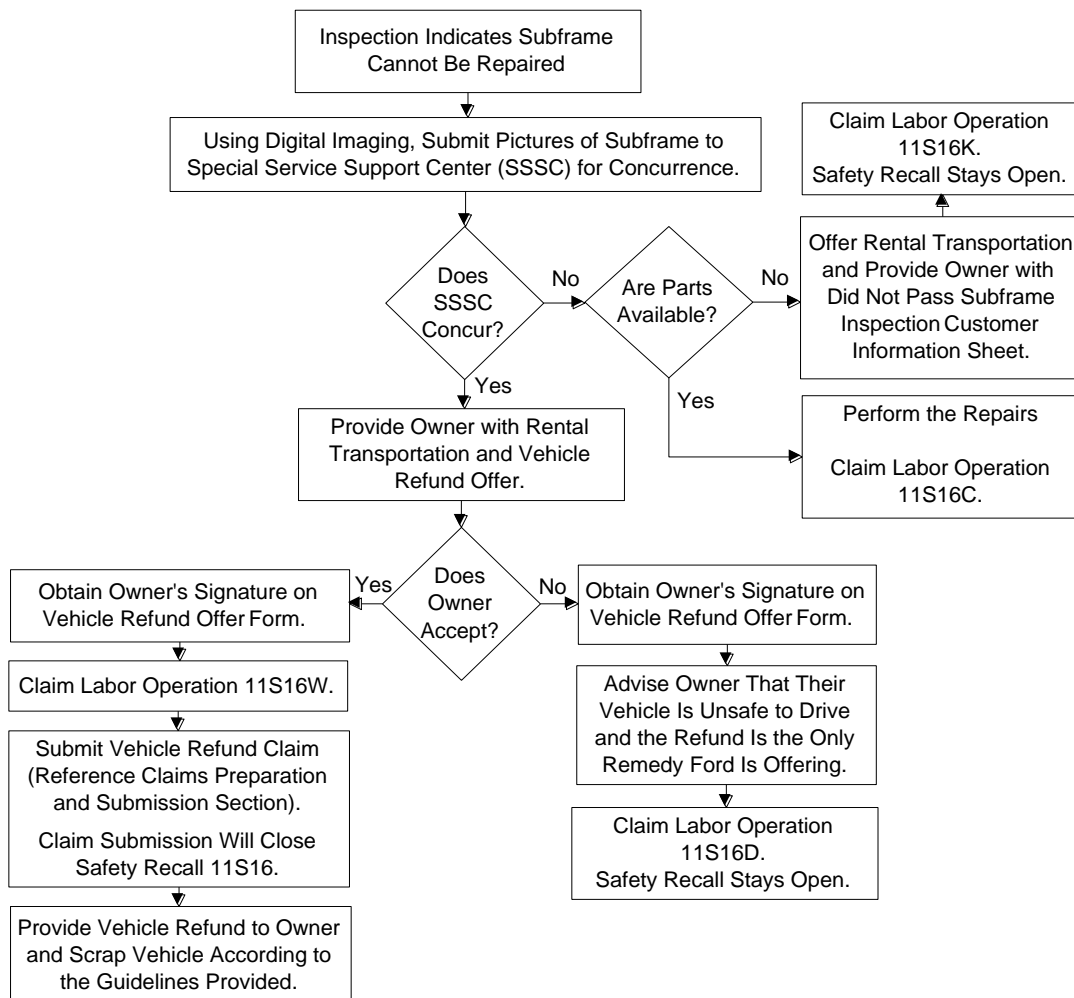 Inspection Indicates Subframe
Cannot Be Repaired
Using Digital Imaging, Submit Pictures of Subframe to
Special Service Support Center (SSSC) for Concurrence.
Claim Labor Operation
11S16K.
Safety Recall Stays Open.
Does
SSSC
Concur?
No
Are Parts
Available?
No
Offer Rental Transportation
and Provide Owner with
Did Not Pass Subframe
Inspection Customer
Information Sheet.
Yes
Yes
Perform the Repairs
Claim Labor Operation
11S16C.
Provide Owner with Rental
Transportation and Vehicle
Refund Offer.
Does
Owner
Accept?
Yes
No
Obtain Owner's Signature on
Vehicle Refund Offer Form.
Claim Labor Operation 11S16W.
Submit Vehicle Refund Claim
(Reference Claims Preparation
and Submission Section).
Claim Submission Will Close
Safety Recall 11S16.
Provide Vehicle Refund to Owner
and Scrap Vehicle According to
the Guidelines Provided.
Obtain Owner's Signature on
Vehicle Refund Offer Form.
Advise Owner That Their
Vehicle Is Unsafe to Drive
and the Refund Is the Only
Remedy Ford Is Offering.
Claim Labor Operation
11S16D.
Safety Recall Stays Open.